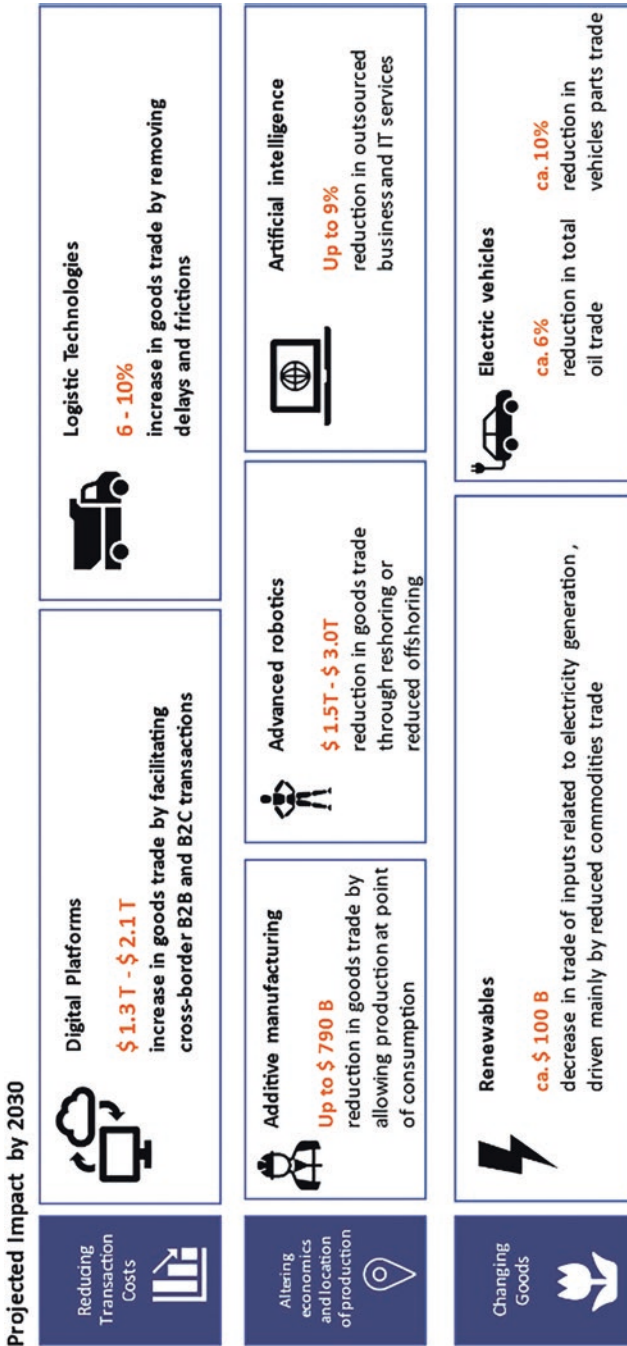 Projected Impact by 2030
Reducing
Transaction
Costs
Digital Platforms
$ 1.3 T - $ 2.1 T
increase in goods trade by facilitating
cross-border B2B and B2C transactions
Logistic Technologies
6 - 10%
increase in goods trade by removing
delays and frictions
Altering
economics
and location
of production
Additive manufacturing
Up to $ 790 B
reduction in goods trade by
allowing production at point
of consumption
Advanced robotics
$ 1.5T - $ 3.0T
reduction in goods trade
through reshoring or
reduced offshoring
Artificial intelligence
Up to 9%
reduction in outsourced
business and IT services
Changing
Goods
Renewables
ca. $ 100 B
decrease in trade of inputs related to electricity generation ,
driven mainly by reduced commodities trade
Electric vehicles
ca. 6%
reduction in total
oil trade
ca. 10%
reduction in
vehicles parts trade